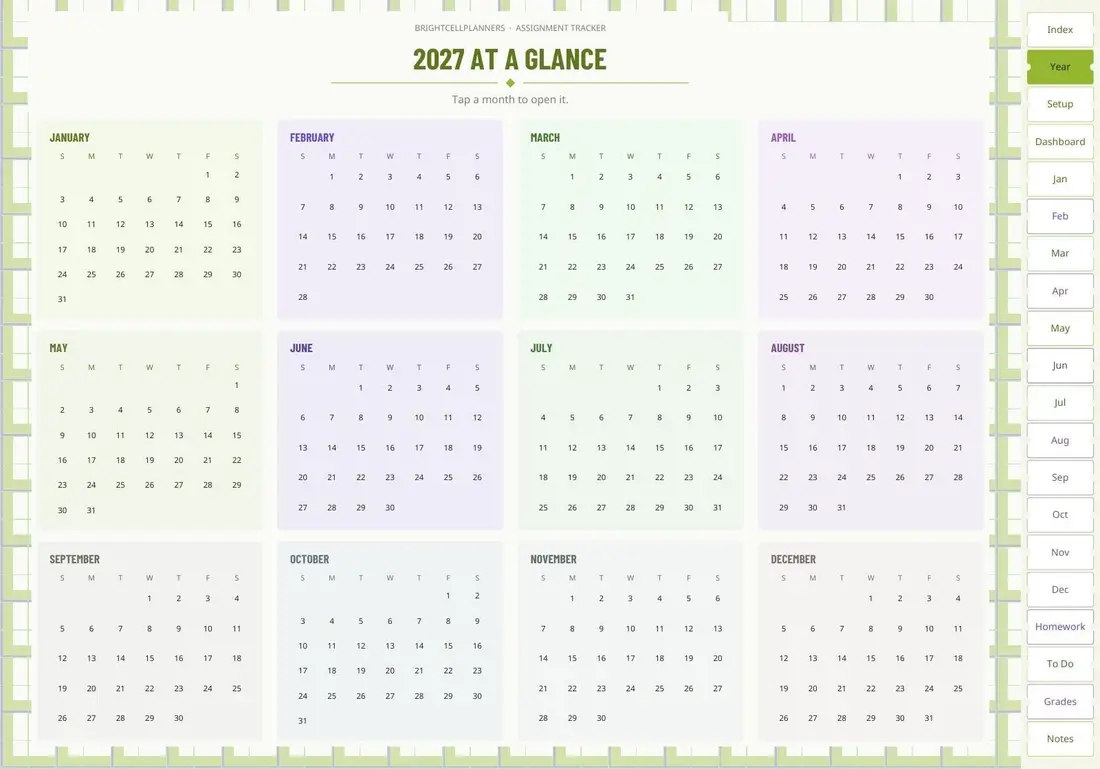 BRIGHTCELLPLANNERS · ASSIGNMENT TRACKER
2027 AT A GLANCE
Tap a month to open it.
JANUARY
S M T W T F S
1 2
3 4 5 6 7 8 9
10 11 12 13 14 15 16
17 18 19 20 21 22 23
24 25 26 27 28 29 30
31
FEBRUARY
S M T W T F S
1 2 3 4 5 6
7 8 9 10 11 12 13
14 15 16 17 18 19 20
21 22 23 24 25 26 27
28
MARCH
S M T W T F S
1 2 3 4 5 6
7 8 9 10 11 12 13
14 15 16 17 18 19 20
21 22 23 24 25 26 27
28 29 30 31
APRIL
S M T W T F S
1 2 3
4 5 6 7 8 9 10
11 12 13 14 15 16 17
18 19 20 21 22 23 24
25 26 27 28 29 30
MAY
S M T W T F S
1
2 3 4 5 6 7 8
9 10 11 12 13 14 15
16 17 18 19 20 21 22
23 24 25 26 27 28 29
30 31
JUNE
S M T W T F S
1 2 3 4 5
6 7 8 9 10 11 12
13 14 15 16 17 18 19
20 21 22 23 24 25 26
27 28 29 30
JULY
S M T W T F S
1 2 3
4 5 6 7 8 9 10
11 12 13 14 15 16 17
18 19 20 21 22 23 24
25 26 27 28 29 30 31
AUGUST
S M T W T F S
1 2 3 4 5 6 7
8 9 10 11 12 13 14
15 16 17 18 19 20 21
22 23 24 25 26 27 28
29 30 31
SEPTEMBER
S M T W T F S
1 2 3 4
5 6 7 8 9 10 11
12 13 14 15 16 17 18
19 20 21 22 23 24 25
26 27 28 29 30
OCTOBER
S M T W T F S
1 2
3 4 5 6 7 8 9
10 11 12 13 14 15 16
17 18 19 20 21 22 23
24 25 26 27 28 29 30
31
NOVEMBER
S M T W T F S
1 2 3 4 5 6
7 8 9 10 11 12 13
14 15 16 17 18 19 20
21 22 23 24 25 26 27
28 29 30
DECEMBER
S M T W T F S
1 2 3 4
5 6 7 8 9 10 11
12 13 14 15 16 17 18
19 20 21 22 23 24 25
26 27 28 29 30 31
Index
Year
Setup
Dashboard
Jan
Feb
Mar
Apr
May
Jun
Jul
Aug
Sep
Oct
Nov
Dec
Homework
To Do
Grades
Notes